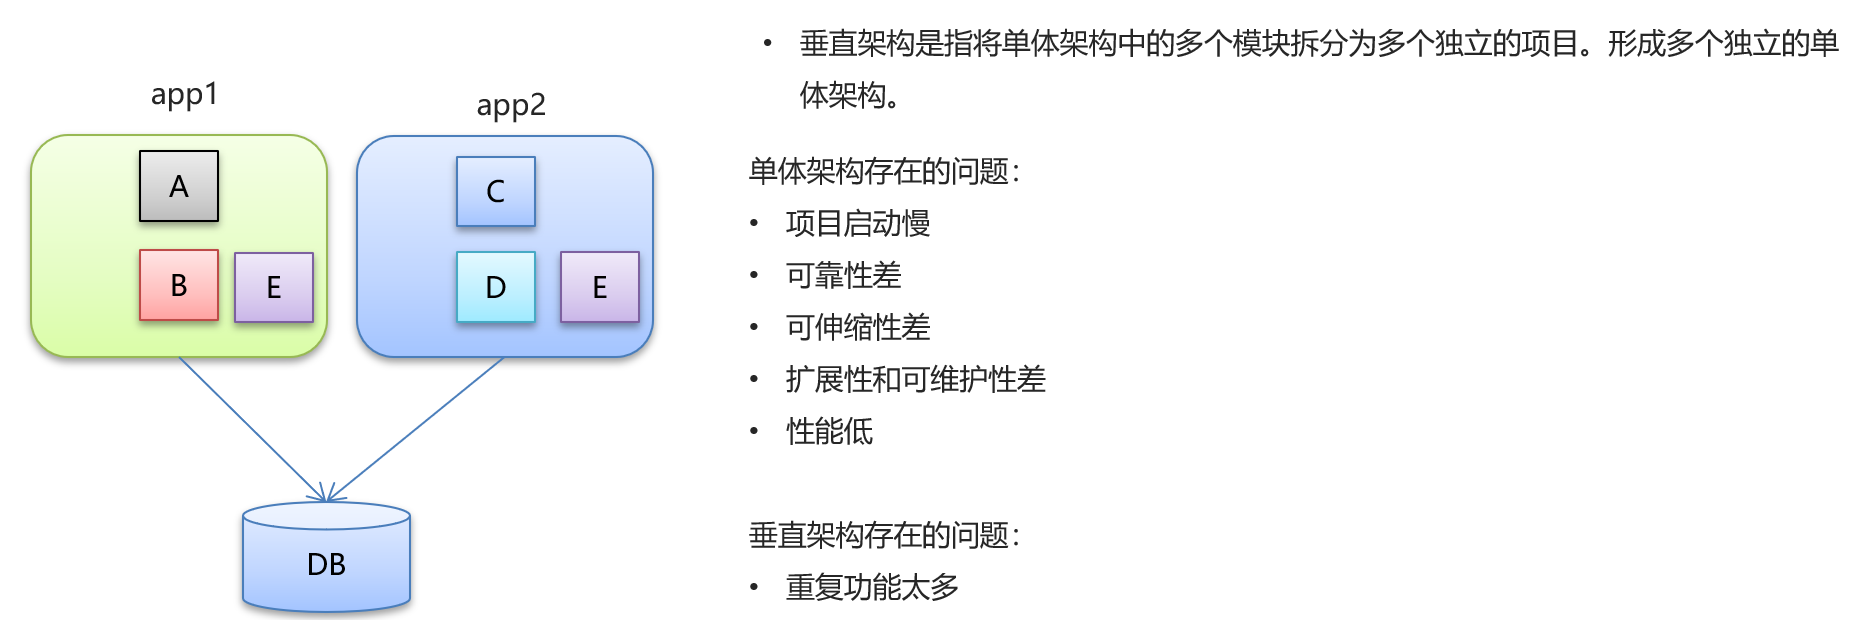 app1
app2
A
B
E
C
D
E
DB
• 垂直架构是指将单体架构中的多个模块拆分为多个独立的项目。形成多个独立的单
体架构。
单体架构存在的问题：
• 项目启动慢
• 可靠性差
• 可伸缩性差
• 扩展性和可维护性差
• 性能低
垂直架构存在的问题：
• 重复功能太多